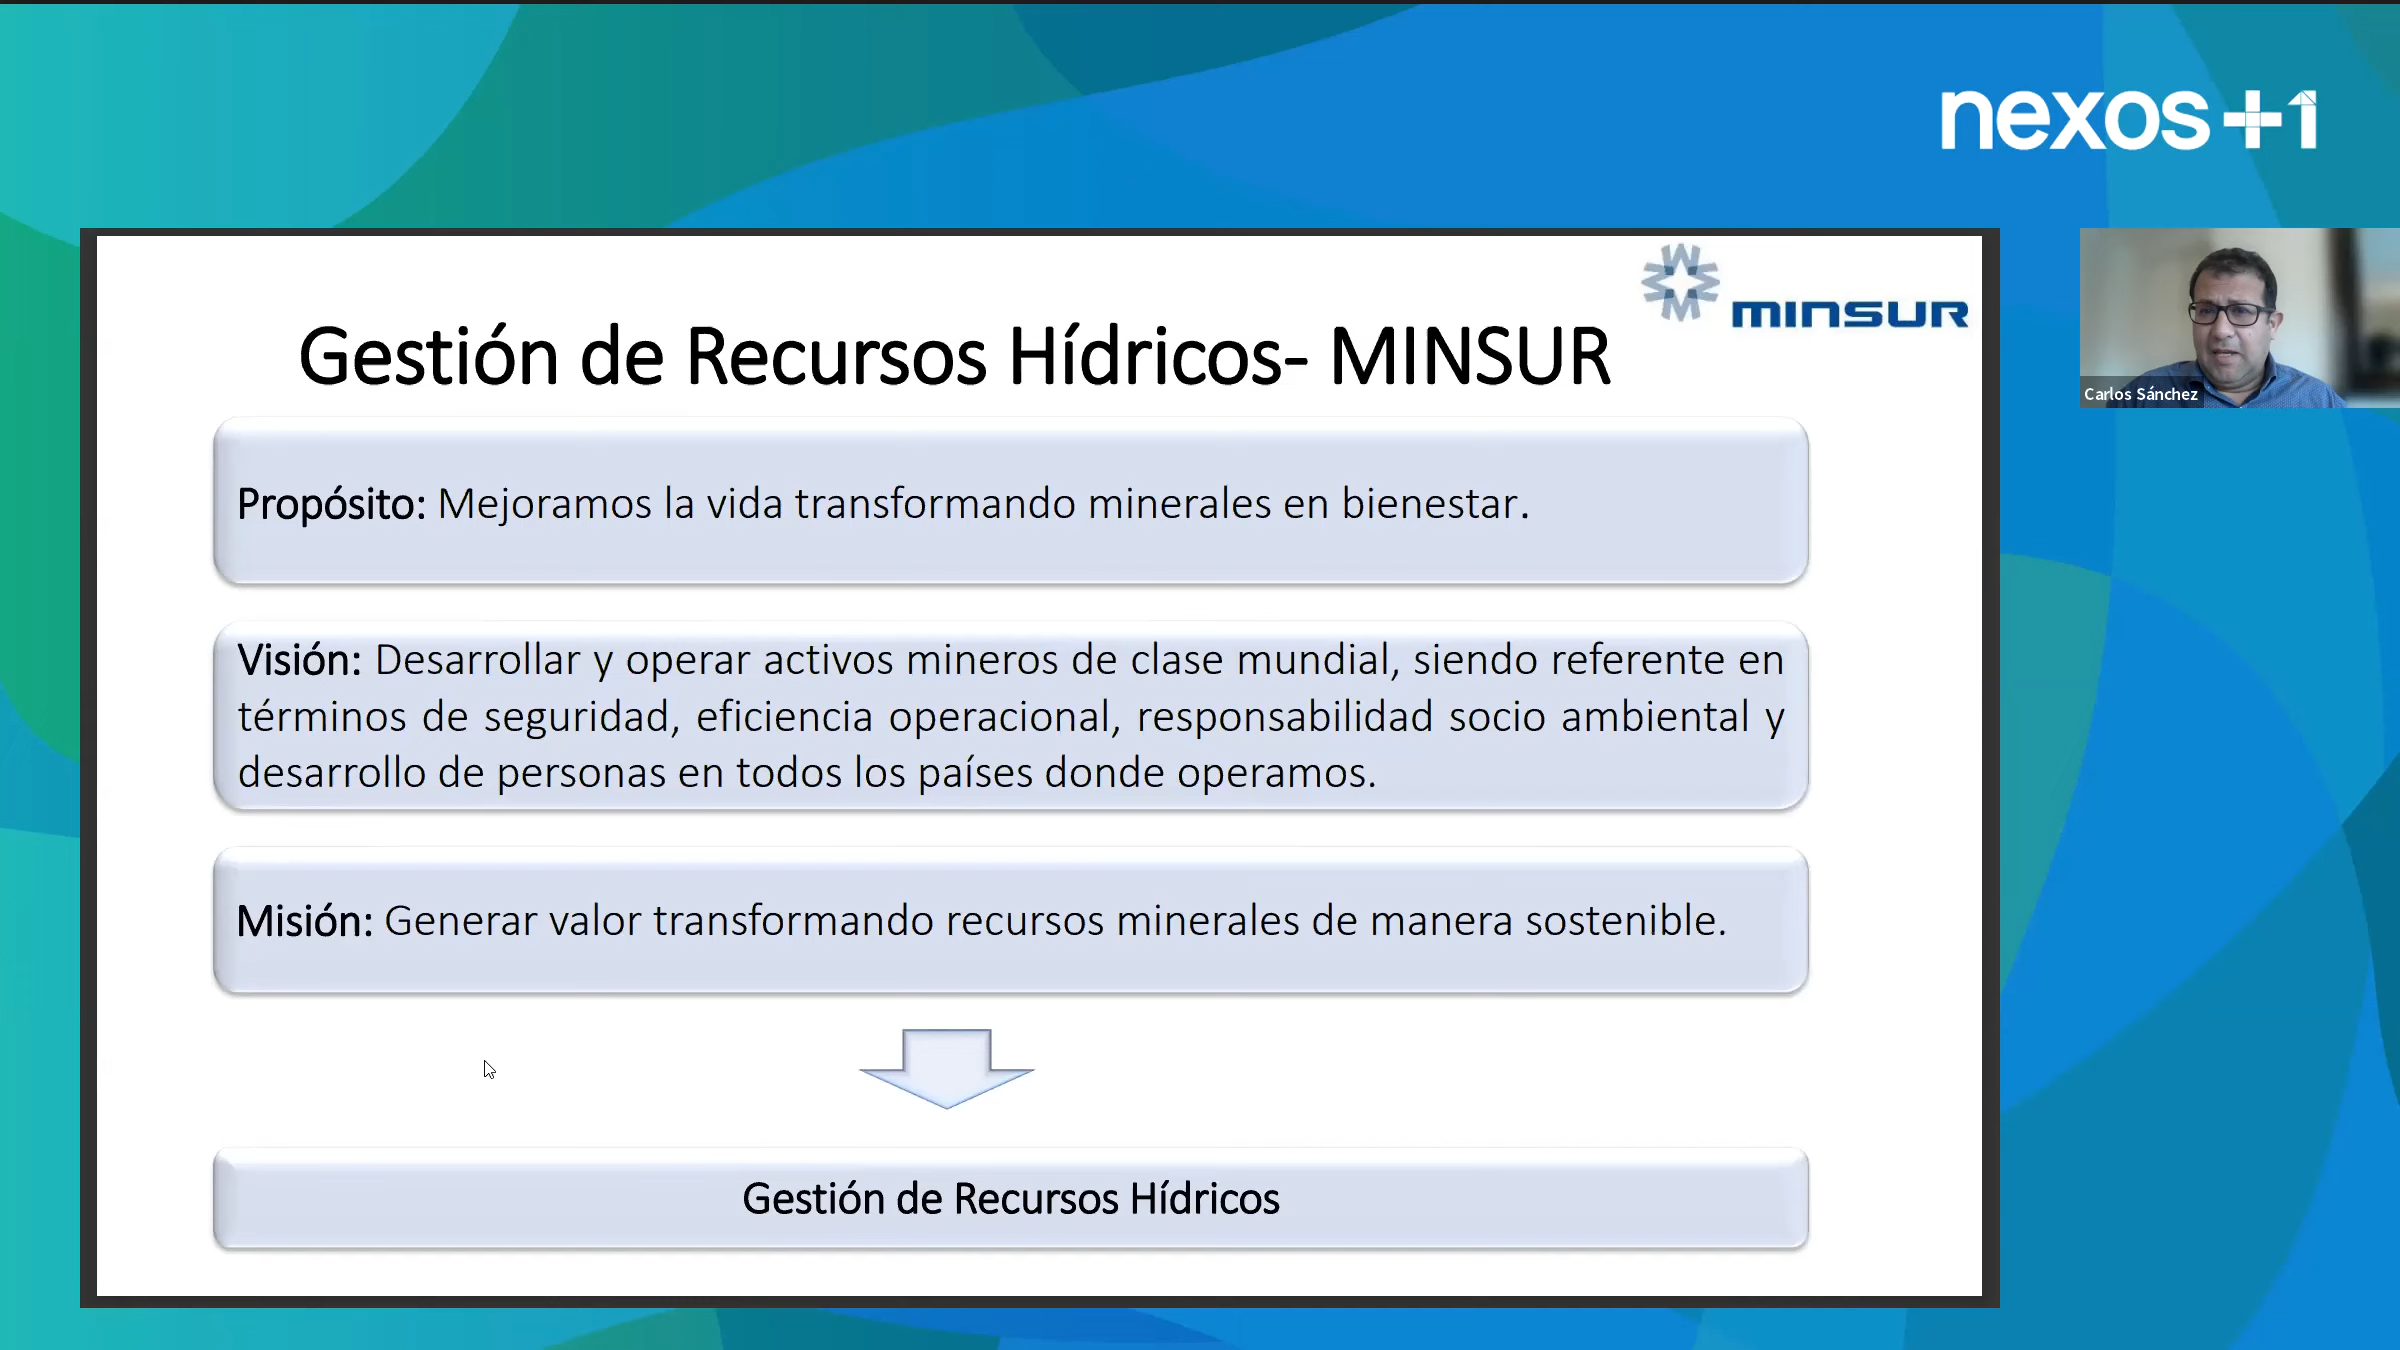 nexos+1
MINSUR
Gestión de Recursos Hídricos- MINSUR
Carlos Sánchez
Propósito: Mejoramos la vida transformando minerales en bienestar.
Visión: Desarrollar y operar activos mineros de clase mundial, siendo referente en
términos de seguridad, eficiencia operacional, responsabilidad socio ambiental y
desarrollo de personas en todos los países donde operamos.
Misión: Generar valor transformando recursos minerales de manera sostenible.
Gestión de Recursos Hídricos